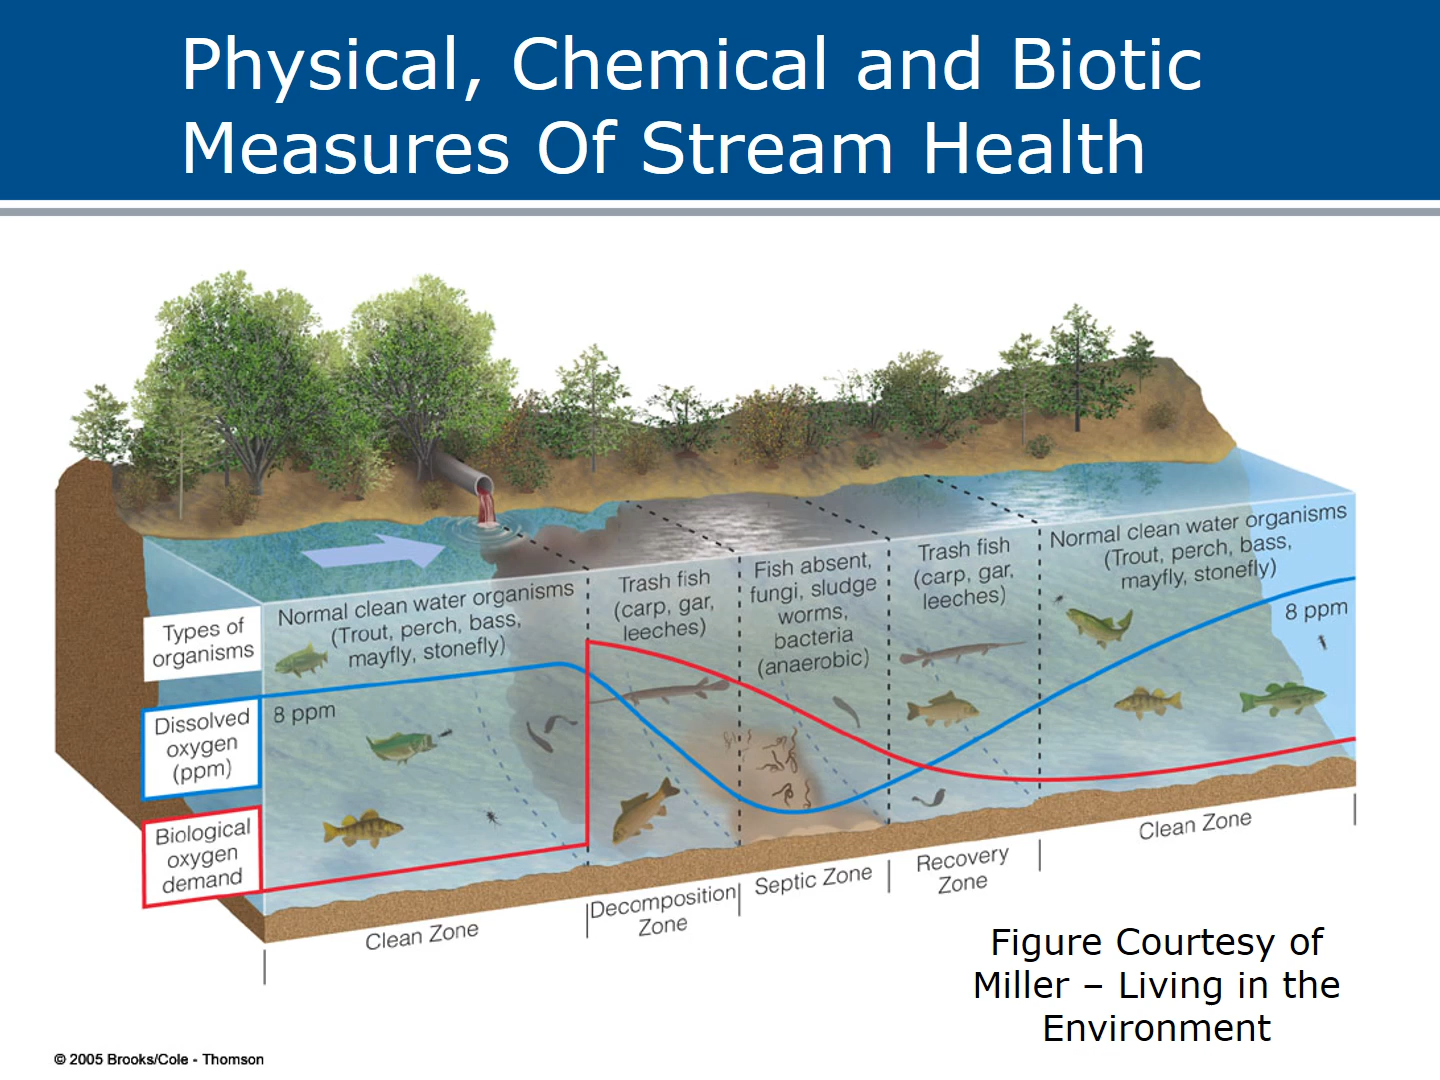 Physical, Chemical and Biotic
Measures Of Stream Health
Types of
organisms
Normal clean water organisms
(Trout, perch, bass,
mayfly, stonefly)
Trash fish
(carp, gar,
leeches)
Fish absent,
fungi, sludge
worms,
bacteria
(anaerobic)
Trash fish
(carp, gar,
leeches)
Normal clean water organisms
(Trout, perch, bass,
mayfly, stonefly)
Dissolved
oxygen
(ppm)
8 ppm
8 ppm
Biological
oxygen
demand
Clean Zone
Decomposition
Zone
Septic Zone
Recovery
Zone
Clean Zone
Figure Courtesy of
Miller – Living in the
Environment
© 2005 Brooks/Cole - Thomson